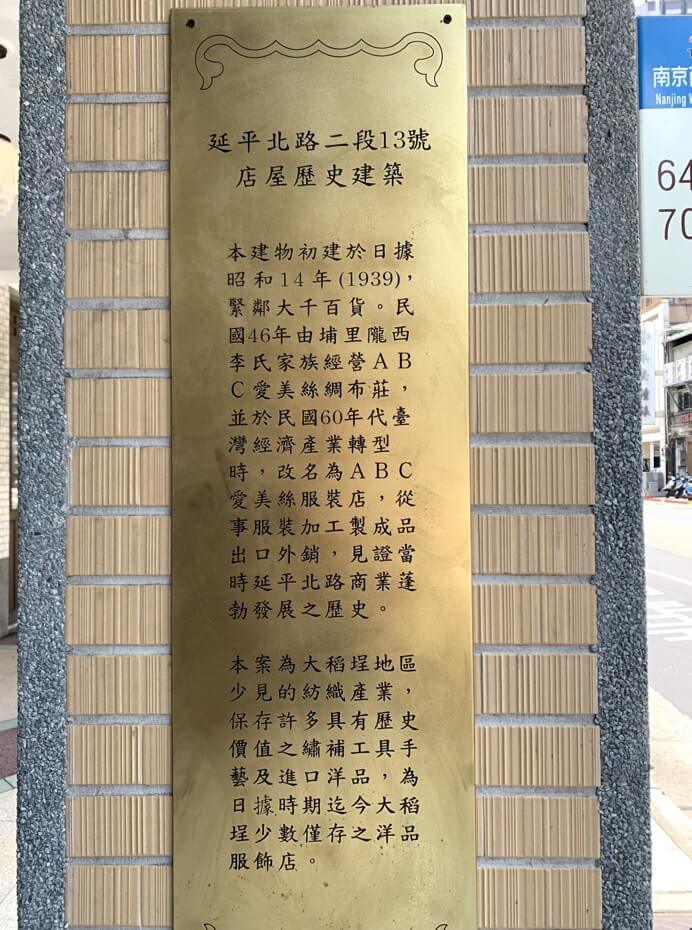 延平北路二段13號
店屋歷史建築
本建物初建於日據
昭和14年(1939)，
緊鄰大千百貨。民
國46年由埔里隴西
李氏家族經營ＡＢ
Ｃ愛美絲綢布莊，
並於民國60年代臺
灣經濟產業轉型
時，改名為ＡＢＣ
愛美絲服裝店，從
事服裝加工製成品
出口外銷，見證當
時延平北路商業蓬
勃發展之歷史。
本案為大稻埕地區
少見的紡織產業，
保存許多具有歷史
價值之繡補工具手
藝及進口洋品，為
日據時期迄今大稻
埕少數僅存之洋品
服飾店。
南京
Nanjing W
64
70